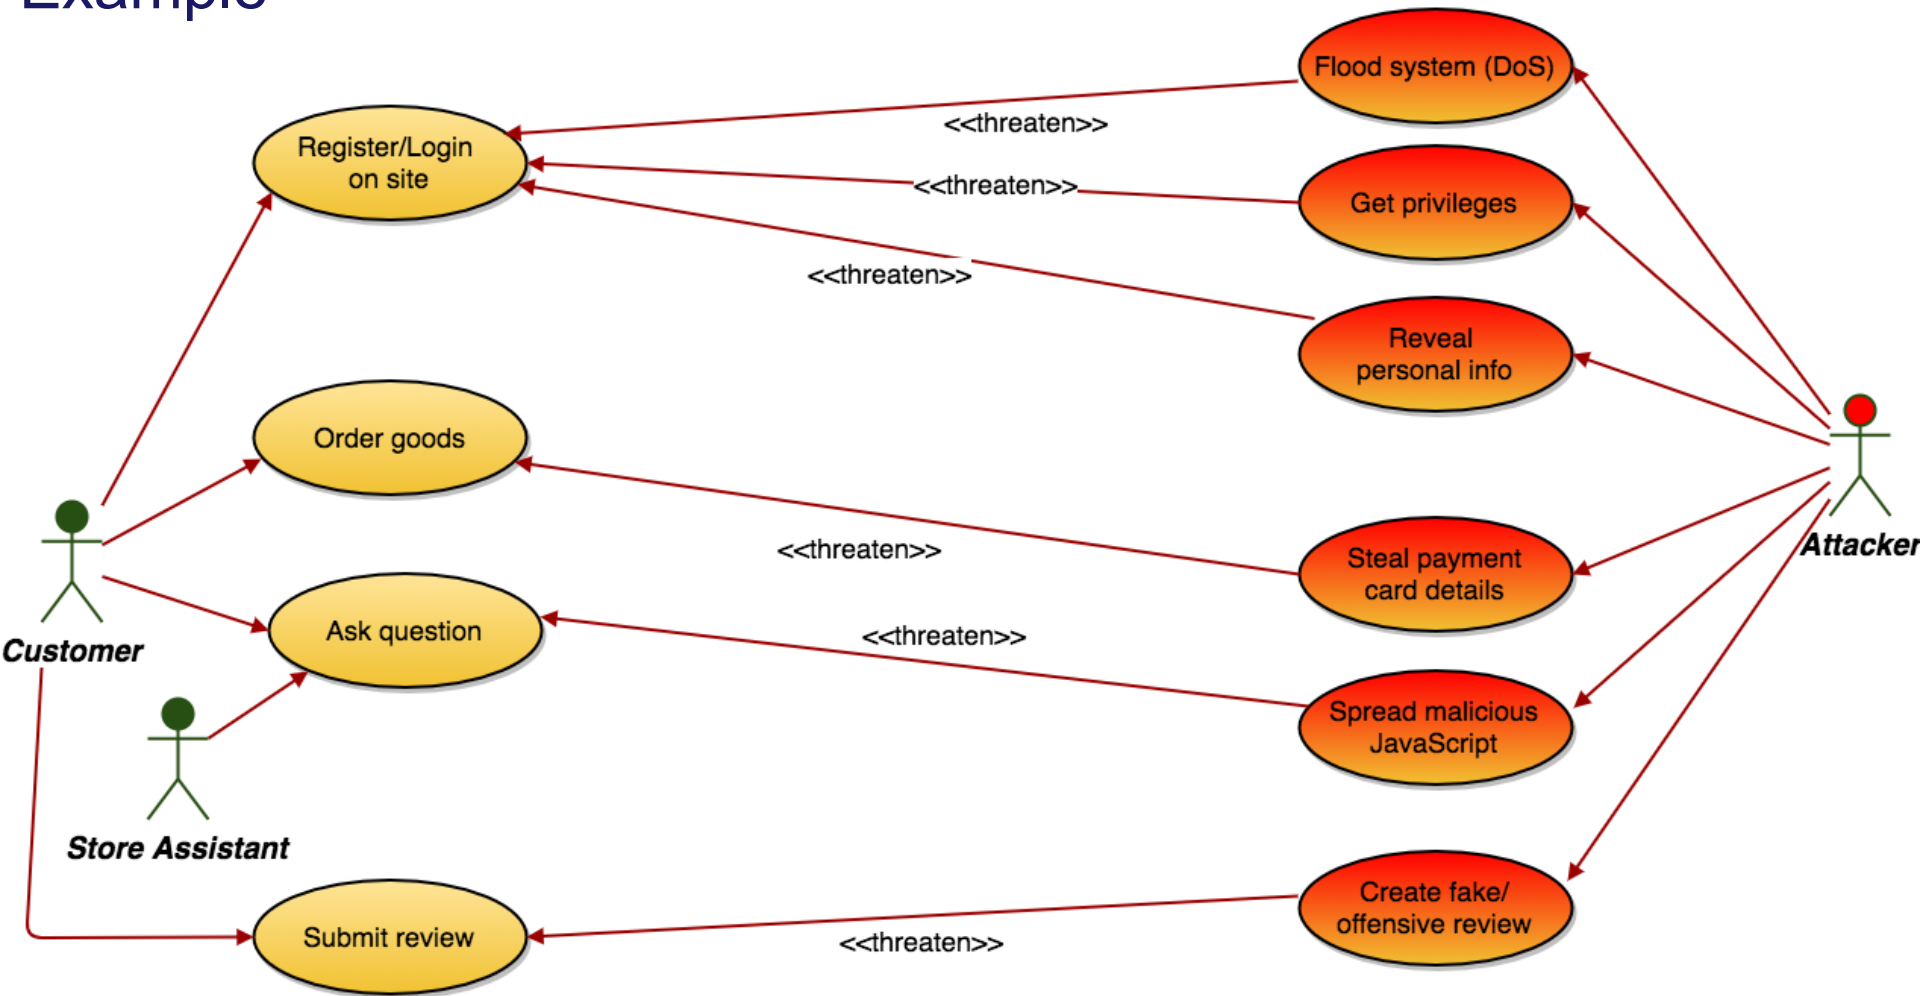 Example
Flood system (DoS)
<<threaten>>
Register/Login
on site
<<threaten>>
Get privileges
<<threaten>>
Reveal
personal info
Order goods
<<threaten>>
Steal payment
card details
Attacker
Ask question
<<threaten>>
Customer
Spread malicious
JavaScript
Store Assistant
Create fake/
offensive review
Submit review
<<threaten>>